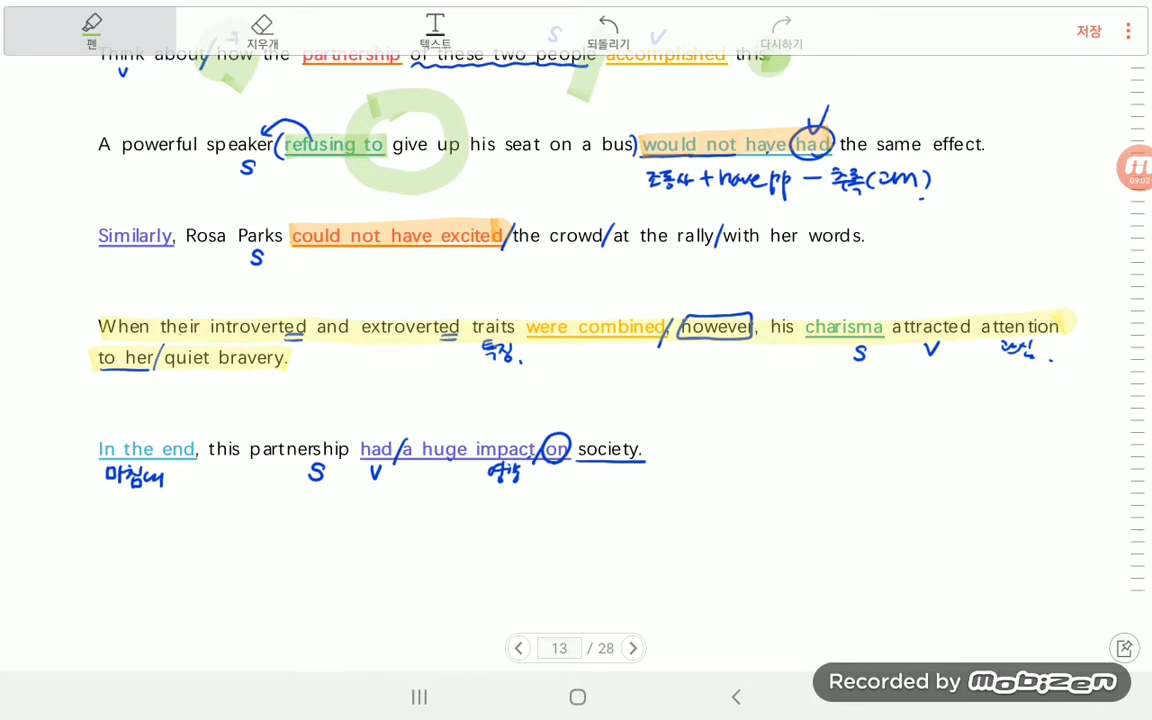 펜 지우개 텍스트 되돌리기 다시하기 저장
S V
Think about/ how the partnership of these two people accomplished this.
V
A powerful speaker (refusing to give up his seat on a bus) would not have had the same effect.
S 조동사 + have pp - 추측(과거)
09:02
Similarly, Rosa Parks could not have excited/the crowd/at the rally/with her words.
S
When their introverted and extroverted traits were combined/, however, his charisma attracted attention
특징. S V 관심.
to her/quiet bravery.
In the end, this partnership had/a huge impact/on society.
마침내 S V 영향
13 / 28
Recorded by mobizen